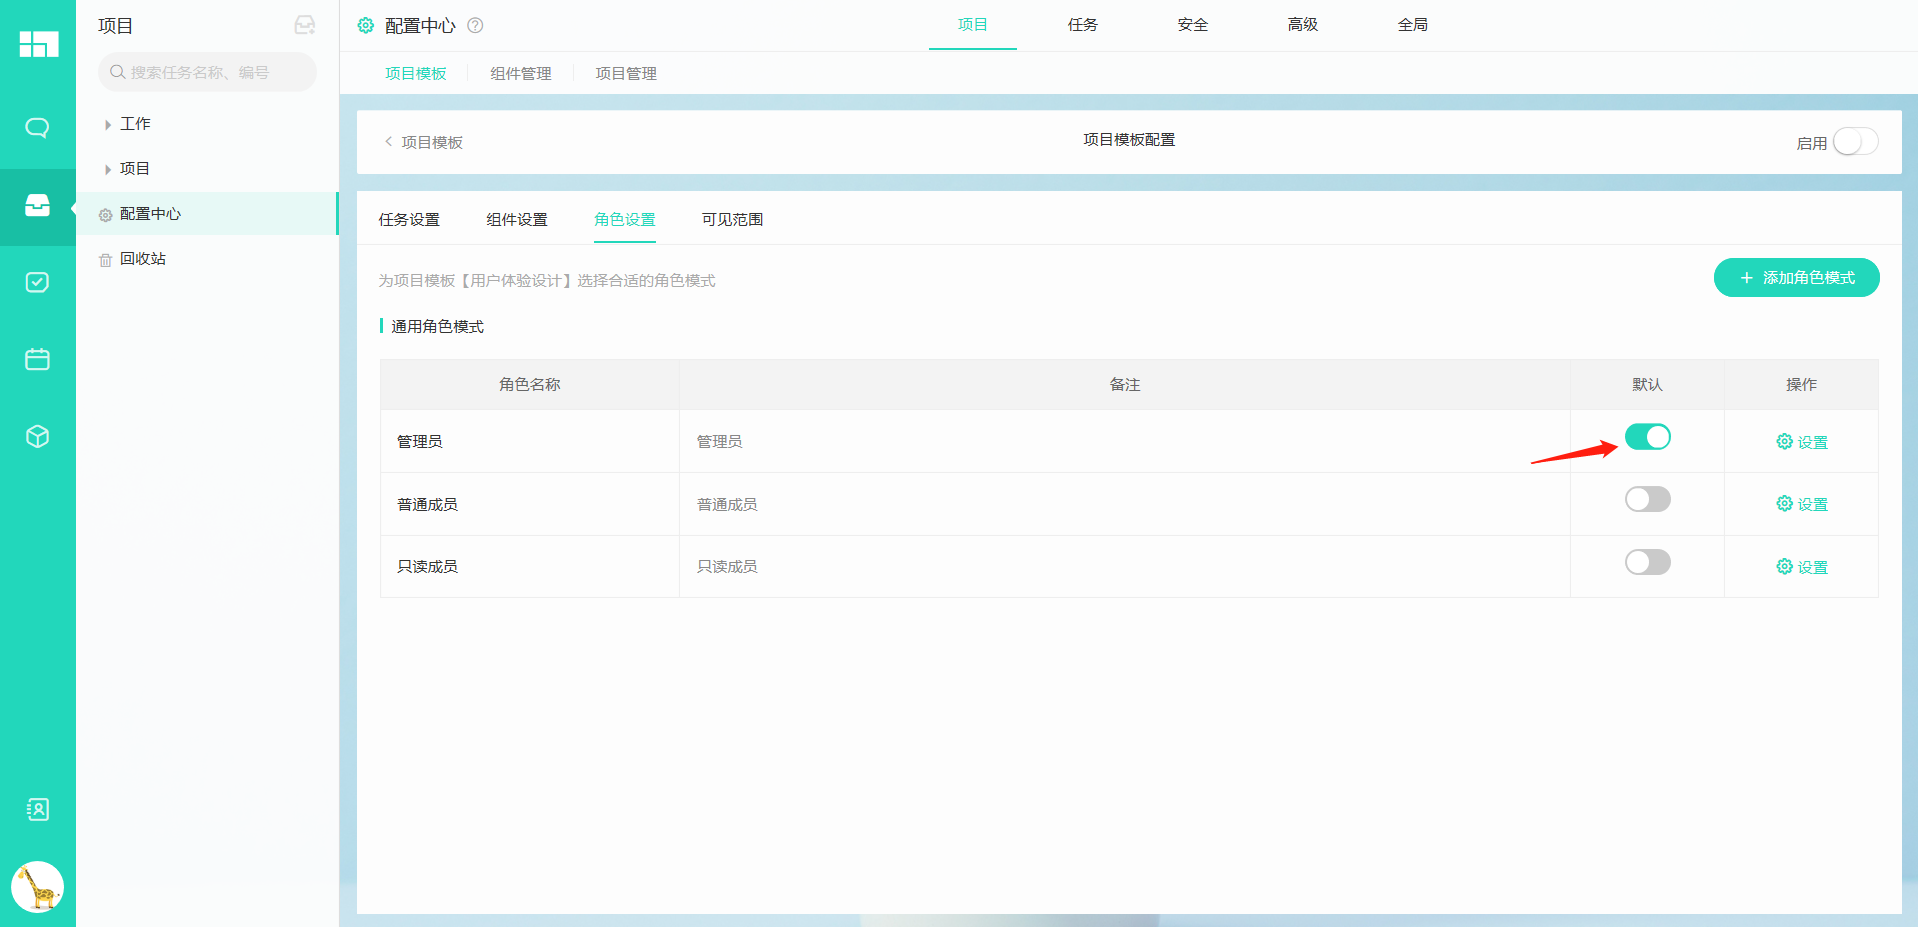 项目
搜索任务名称、编号
工作
项目
配置中心
回收站
配置中心
项目 任务 安全 高级 全局
项目模板 组件管理 项目管理
项目模板
项目模板配置
启用
任务设置 组件设置 角色设置 可见范围
为项目模板【用户体验设计】选择合适的角色模式
+ 添加角色模式
通用角色模式
角色名称 备注 默认 操作
管理员 管理员 设置
普通成员 普通成员 设置
只读成员 只读成员 设置